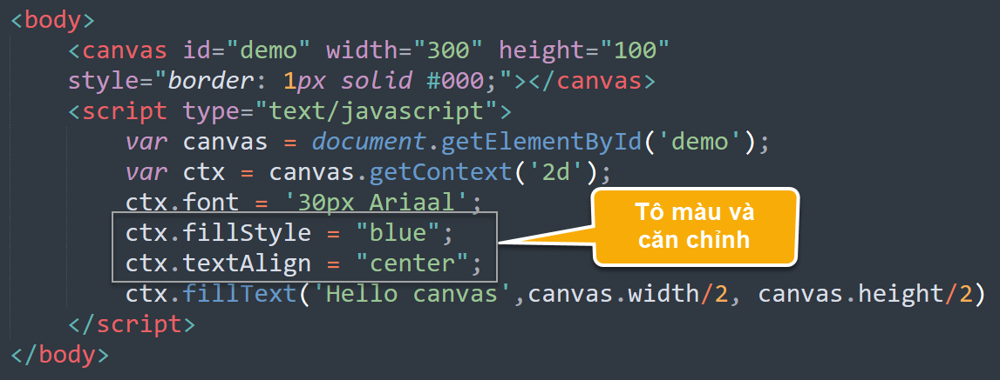 <body>
<canvas id="demo" width="300" height="100"
style="border: 1px solid #000;"></canvas>
<script type="text/javascript">
var canvas = document.getElementById('demo');
var ctx = canvas.getContext('2d');
ctx.font = '30px Ariaal';
ctx.fillStyle = "blue";
ctx.textAlign = "center";
Tô màu và
căn chỉnh
ctx.fillText('Hello canvas',canvas.width/2, canvas.height/2)
</script>
</body>